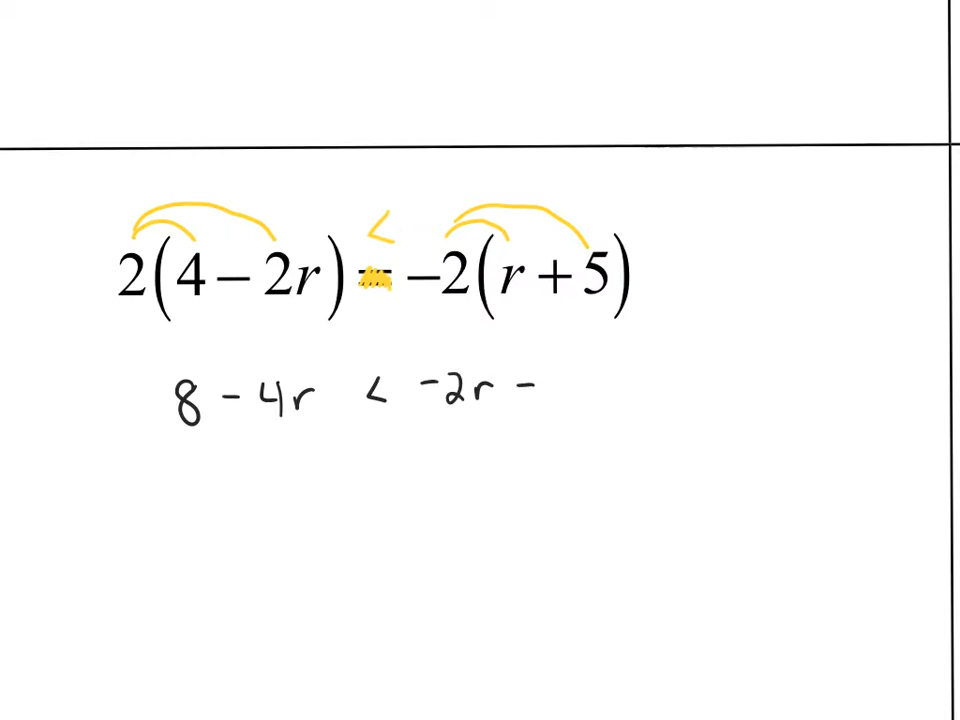 2(4 − 2r) < −2(r + 5)
8 - 4r < -2r -